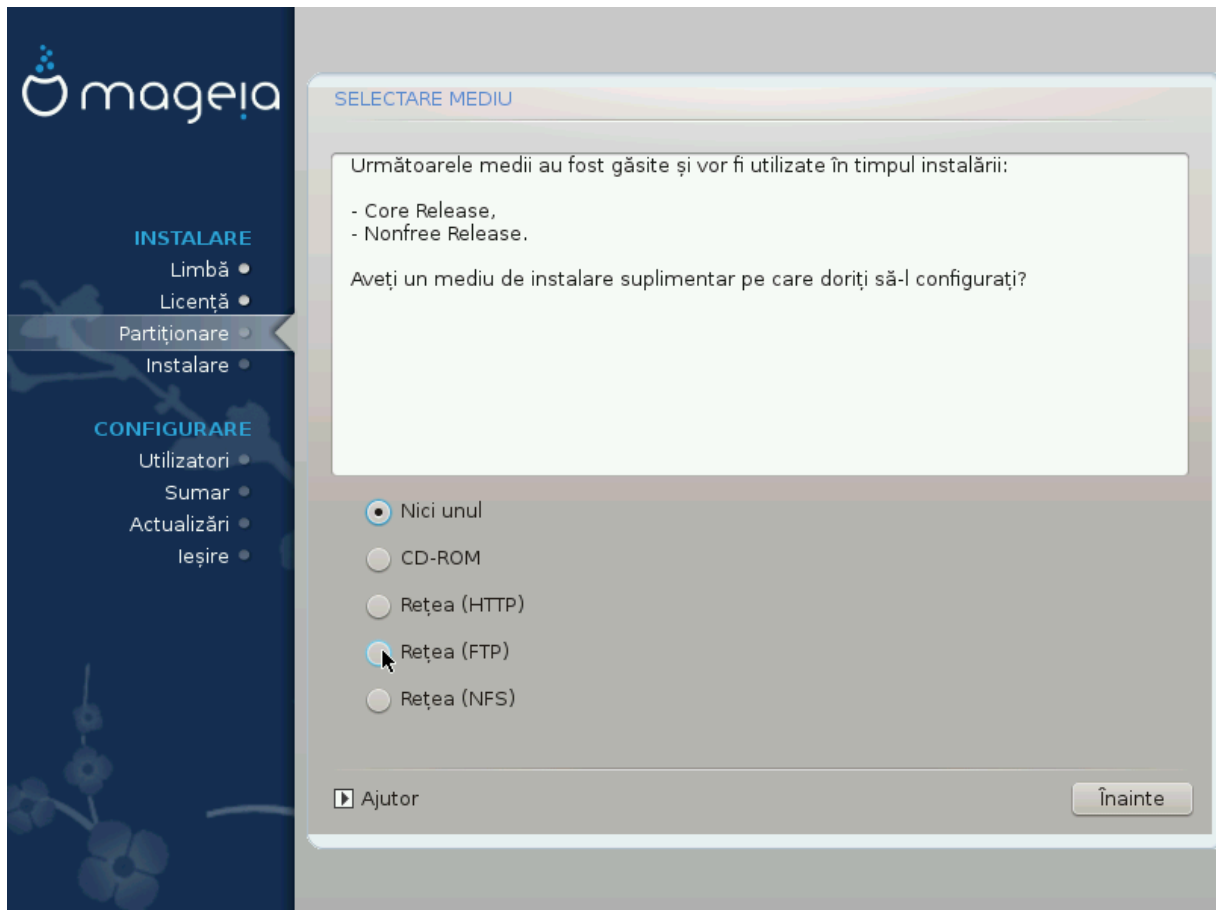 mageia
INSTALARE
Limbă
Licență
Partiționare
Instalare
CONFIGURARE
Utilizatori
Sumar
Actualizări
Ieșire
SELECTARE MEDIU
Următoarele medii au fost găsite și vor fi utilizate în timpul instalării:
- Core Release,
- Nonfree Release.
Aveți un mediu de instalare suplimentar pe care doriți să-l configurați?
Nici unul
CD-ROM
Rețea (HTTP)
Rețea (FTP)
Rețea (NFS)
Ajutor
Înainte